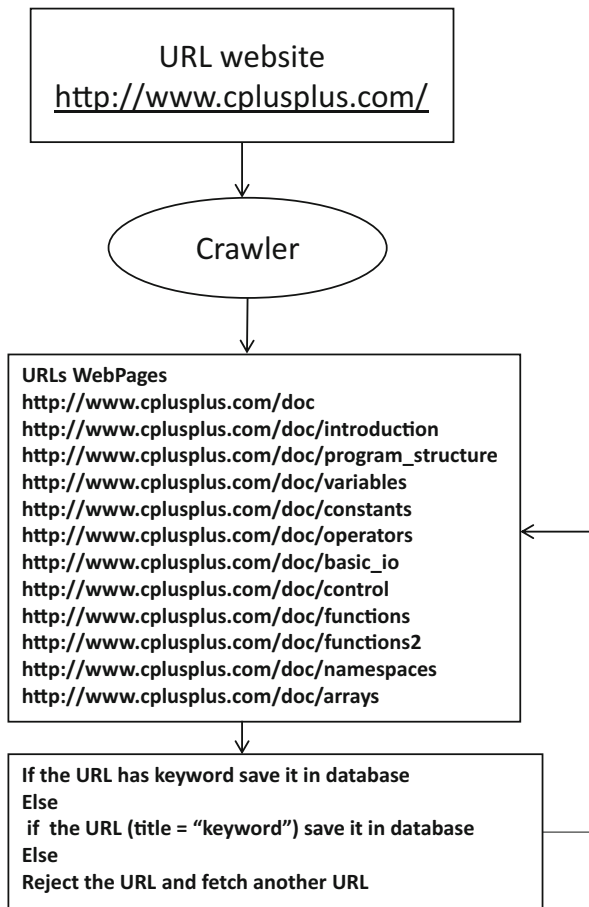 URL website
http://www.cplusplus.com/
Crawler
URLs WebPages
http://www.cplusplus.com/doc
http://www.cplusplus.com/doc/introduction
http://www.cplusplus.com/doc/program_structure
http://www.cplusplus.com/doc/variables
http://www.cplusplus.com/doc/constants
http://www.cplusplus.com/doc/operators
http://www.cplusplus.com/doc/basic_io
http://www.cplusplus.com/doc/control
http://www.cplusplus.com/doc/functions
http://www.cplusplus.com/doc/functions2
http://www.cplusplus.com/doc/namespaces
http://www.cplusplus.com/doc/arrays
If the URL has keyword save it in database
Else
if the URL (title = “keyword”) save it in database
Else
Reject the URL and fetch another URL